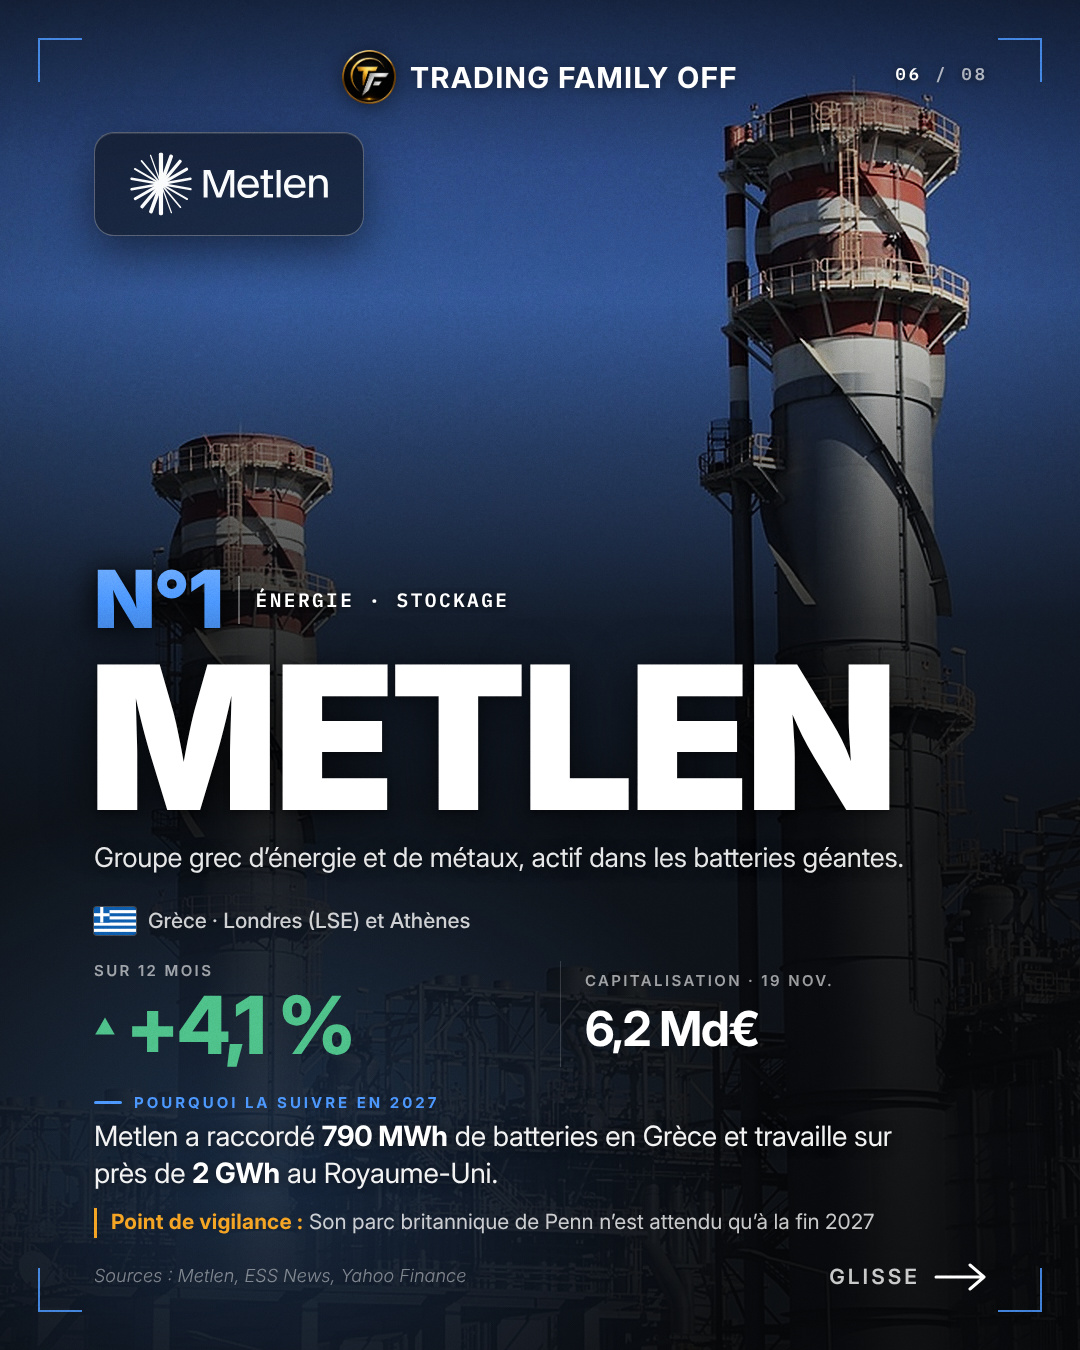 TRADING FAMILY OFF
06 / 08
Metlen
N°1
ÉNERGIE · STOCKAGE
METLEN
Groupe grec d’énergie et de métaux, actif dans les batteries géantes.
Grèce · Londres (LSE) et Athènes
SUR 12 MOIS
▲ +4,1 %
CAPITALISATION · 19 NOV.
6,2 Md€
POURQUOI LA SUIVRE EN 2027
Metlen a raccordé 790 MWh de batteries en Grèce et travaille sur
près de 2 GWh au Royaume-Uni.
Point de vigilance : Son parc britannique de Penn n’est attendu qu’à la fin 2027
Sources : Metlen, ESS News, Yahoo Finance
GLISSE →